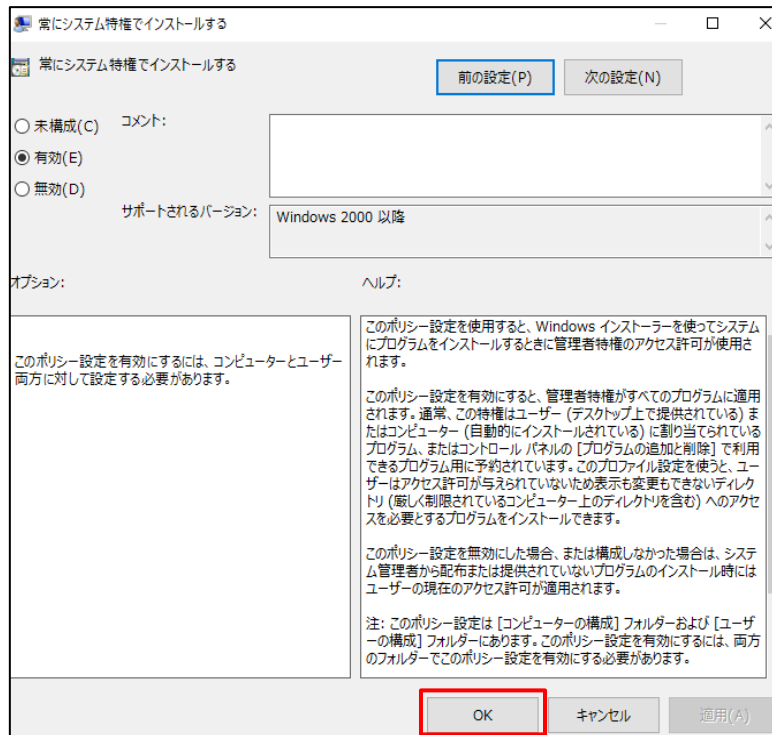 常にシステム特権でインストールする
常にシステム特権でインストールする
前の設定(P)
次の設定(N)
未構成(C)
コメント:
有効(E)
無効(D)
サポートされるバージョン:
Windows 2000 以降
オプション:
ヘルプ:
このポリシー設定を有効にするには、コンピューターとユーザー
両方に対して設定する必要があります。
このポリシー設定を使用すると、Windows インストーラーを使ってシステム
にプログラムをインストールするときに管理者特権のアクセス許可が使用さ
れます。
このポリシー設定を有効にすると、管理者特権がすべてのプログラムに適用
されます。通常、この特権はユーザー (デスクトップ上で提供されている) ま
たはコンピューター (自動的にインストールされている) に割り当てられている
プログラム、またはコントロール パネルの [プログラムの追加と削除] で利用
できるプログラム用に予約されています。このプロファイル設定を使うと、ユー
ザーはアクセス許可が与えられていないため表示も変更もできないディレク
トリ (厳しく制限されているコンピューター上のディレクトリを含む) へのアクセ
スを必要とするプログラムをインストールできます。
このポリシー設定を無効にした場合、または構成しなかった場合は、システ
ム管理者から配布または提供されていないプログラムのインストール時には
ユーザーの現在のアクセス許可が適用されます。
注: このポリシー設定は [コンピューターの構成] フォルダーおよび [ユーザ
ーの構成] フォルダーにあります。このポリシー設定を有効にするには、両方
のフォルダーでこのポリシー設定を有効にする必要があります。
OK
キャンセル
適用(A)